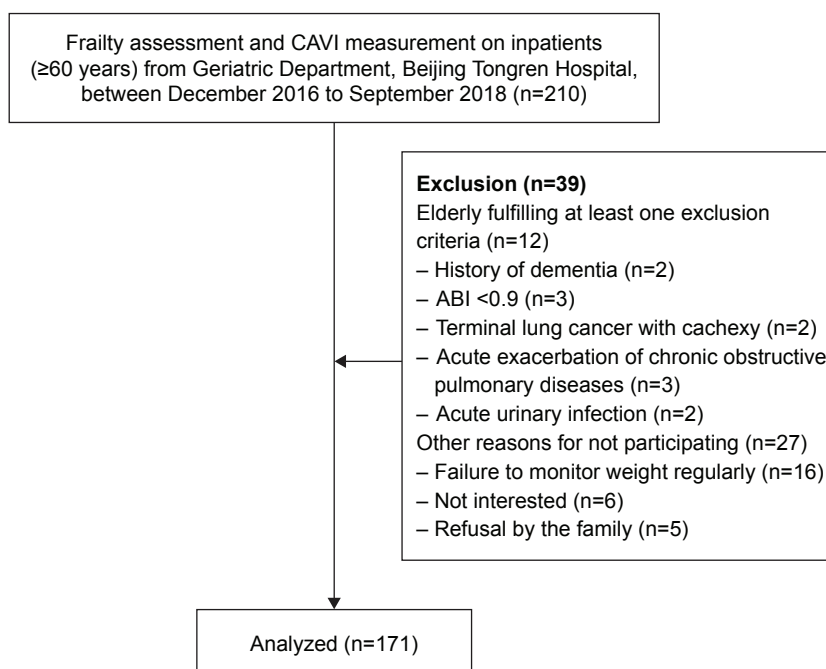 Frailty assessment and CAVI measurement on inpatients
(≥60 years) from Geriatric Department, Beijing Tongren Hospital,
between December 2016 to September 2018 (n=210)
Exclusion (n=39)
Elderly fulfilling at least one exclusion
criteria (n=12)
– History of dementia (n=2)
– ABI <0.9 (n=3)
– Terminal lung cancer with cachexy (n=2)
– Acute exacerbation of chronic obstructive
pulmonary diseases (n=3)
– Acute urinary infection (n=2)
Other reasons for not participating (n=27)
– Failure to monitor weight regularly (n=16)
– Not interested (n=6)
– Refusal by the family (n=5)
Analyzed (n=171)